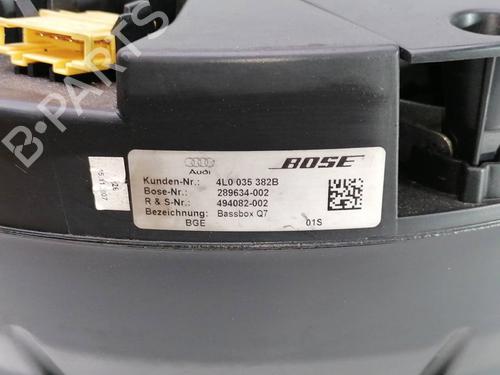 B-PARTS
Audi
BOSE
Kunden-Nr.: 4L0 035 382B
Bose-Nr.: 289634-002
R & S-Nr.: 494082-002
Bezeichnung: Bassbox Q7
BGE 01S